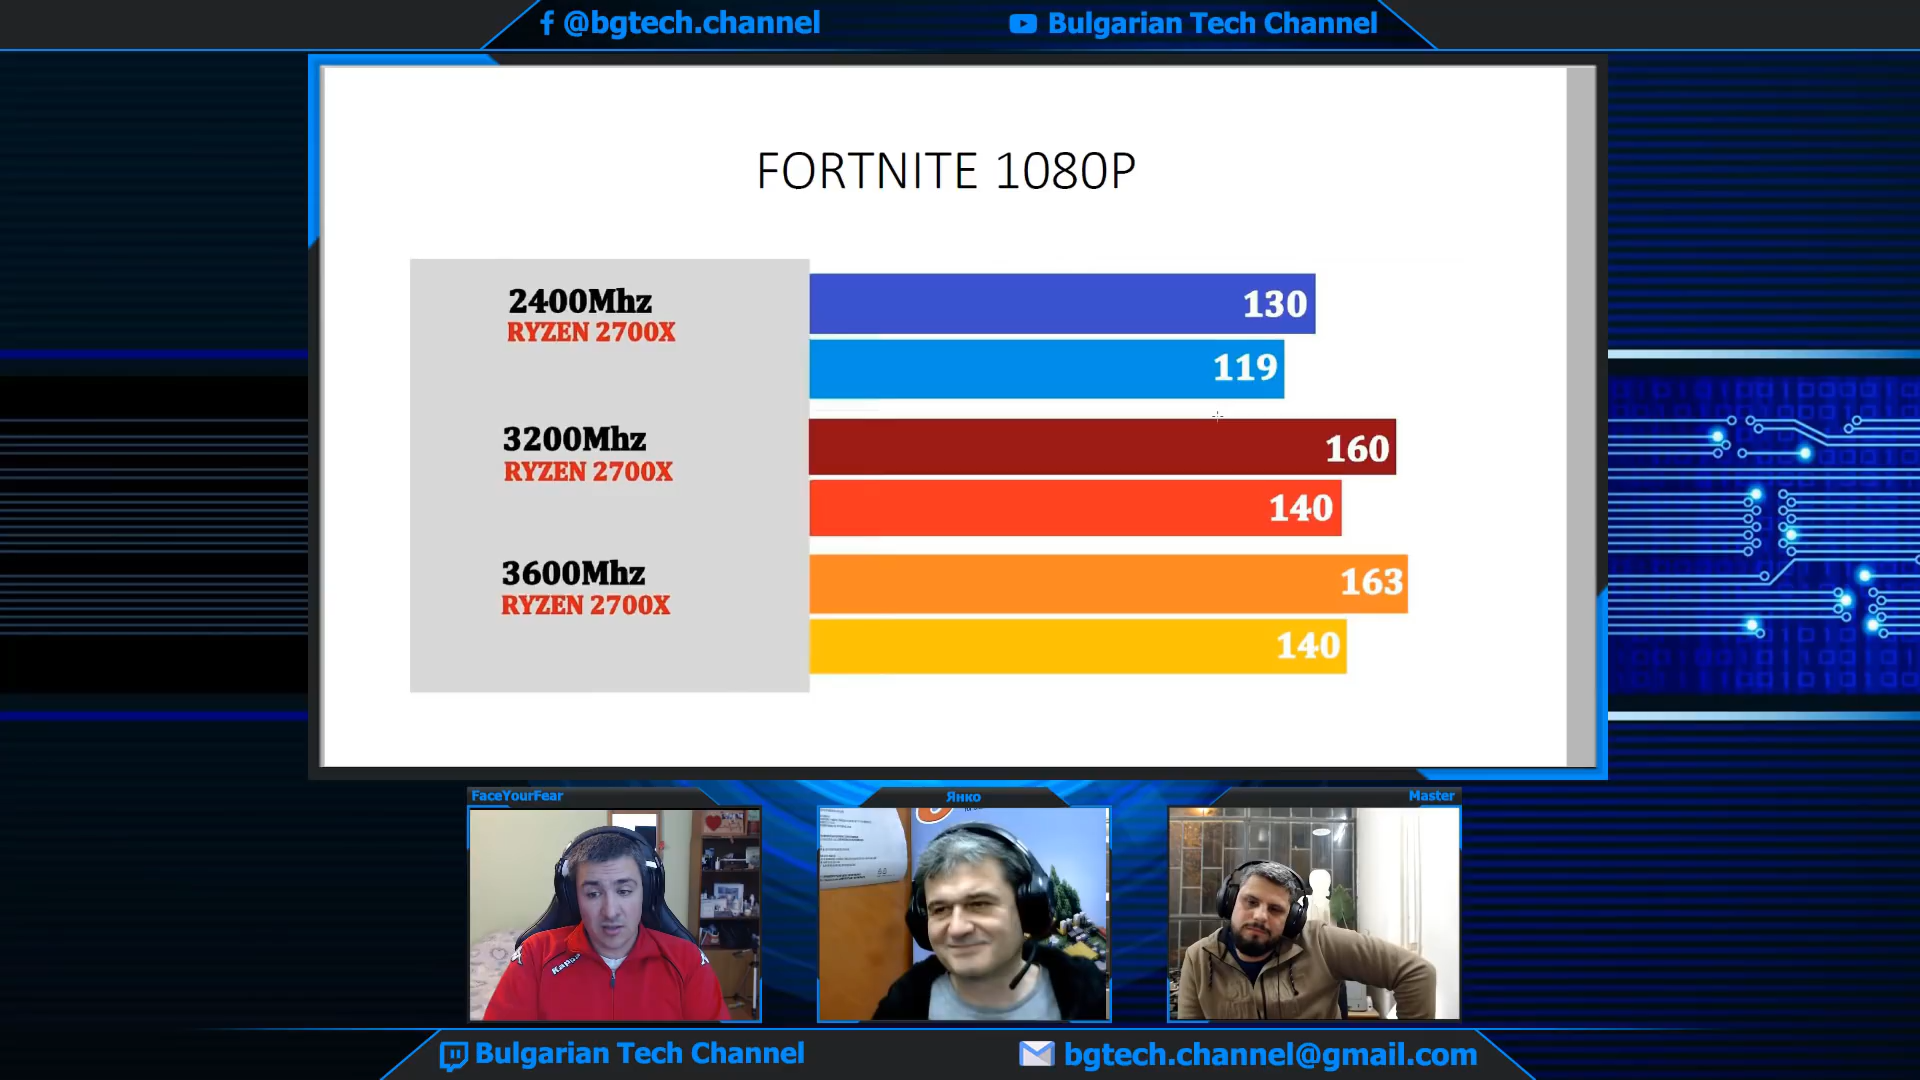 @bgtech.channel
Bulgarian Tech Channel
FORTNITE 1080P
2400Mhz
RYZEN 2700X
130
119
3200Mhz
RYZEN 2700X
160
140
3600Mhz
RYZEN 2700X
163
140
FaceYourFear
Янко
Master
Kappa
Bulgarian Tech Channel
bgtech.channel@gmail.com